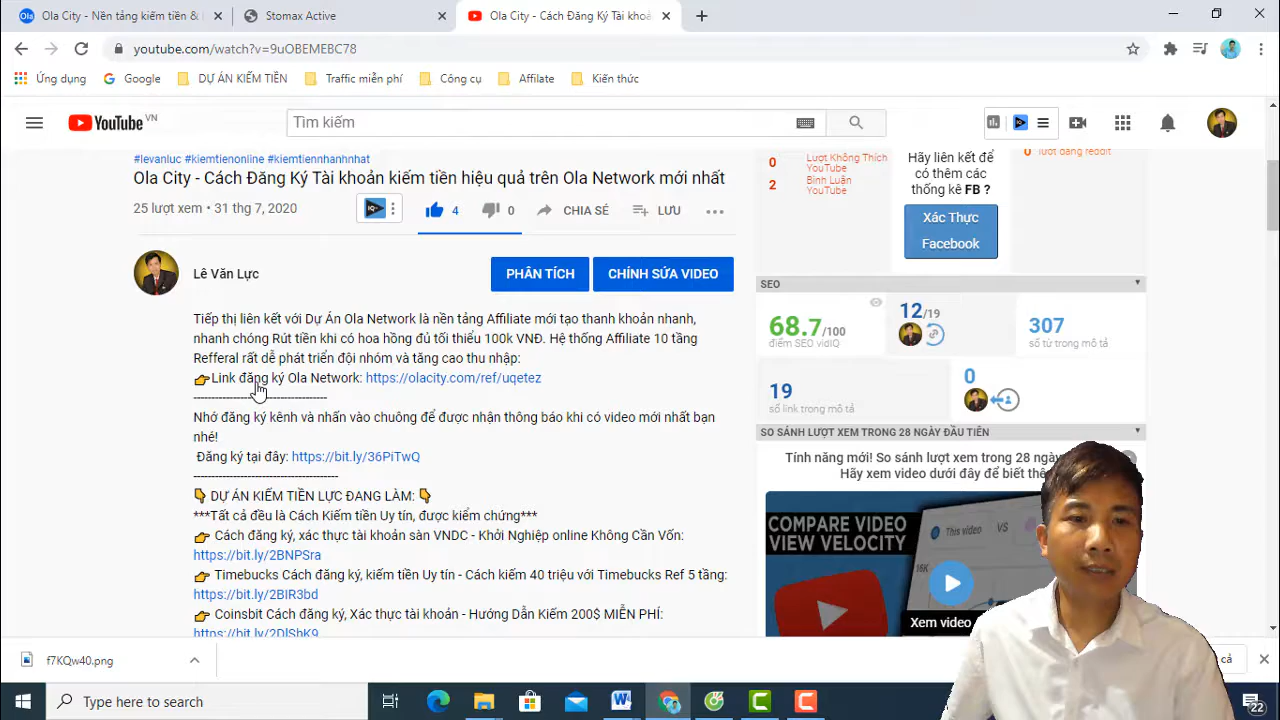 Ola City - Nền tảng kiếm tiền &
Stomax Active
Ola City - Cách Đăng Ký Tài khoả
youtube.com/watch?v=9uOBEMEBC78
Ứng dụng
Google
DỰ ÁN KIẾM TIỀN
Traffic miễn phí
Công cụ
Affilate
Kiến thức
YouTube VN
Tìm kiếm
#levanluc #kiemtienonline #kiemtiennhanhnhat
Ola City - Cách Đăng Ký Tài khoản kiếm tiền hiệu quả trên Ola Network mới nhất
25 lượt xem • 31 thg 7, 2020
4
0
CHIA SẺ
LƯU
Lê Văn Lực
PHÂN TÍCH
CHỈNH SỬA VIDEO
Tiếp thị liên kết với Dự Án Ola Network là nền tảng Affiliate mới tạo thanh khoản nhanh,
nhanh chóng Rút tiền khi có hoa hồng đủ tối thiểu 100k VNĐ. Hệ thống Affiliate 10 tầng
Refferal rất dễ phát triển đội nhóm và tăng cao thu nhập:
👉Link đăng ký Ola Network: https://olacity.com/ref/uqetez
-------------------------------------
Nhớ đăng ký kênh và nhấn vào chuông để được nhận thông báo khi có video mới nhất bạn
nhé!
Đăng ký tại đây: https://bit.ly/36PiTwQ
----------------------------------------
👇 DỰ ÁN KIẾM TIỀN LỰC ĐANG LÀM: 👇
***Tất cả đều là Cách Kiếm tiền Uy tín, được kiểm chứng***
👉 Cách đăng ký, xác thực tài khoản sàn VNDC - Khởi Nghiệp online Không Cần Vốn:
https://bit.ly/2BNPSra
👉 Timebucks Cách đăng ký, kiếm tiền Uy tín - Cách kiếm 40 triệu với Timebucks Ref 5 tầng:
https://bit.ly/2BIR3bd
👉 Coinsbit Cách đăng ký, Xác thực tài khoản - Hướng Dẫn Kiếm 200$ MIỄN PHÍ:
https://bit.ly/2DlShK9
0
Lượt Không Thích
YouTube
2
Bình Luận
YouTube
Hãy liên kết để
có thêm các
thống kê FB ?
Xác Thực
Facebook
0
lượt đăng reddit
SEO
68.7/100
điểm SEO vidIQ
12/19
307
số từ trong mô tả
19
số link trong mô tả
0
SO SÁNH LƯỢT XEM TRONG 28 NGÀY ĐẦU TIÊN
Tính năng mới! So sánh lượt xem trong 28 ngày
Hãy xem video dưới đây để biết
COMPARE VIDEO
VIEW VELOCITY
This video
VS
Xem video
f7KQw40.png
cả
Type here to search
22